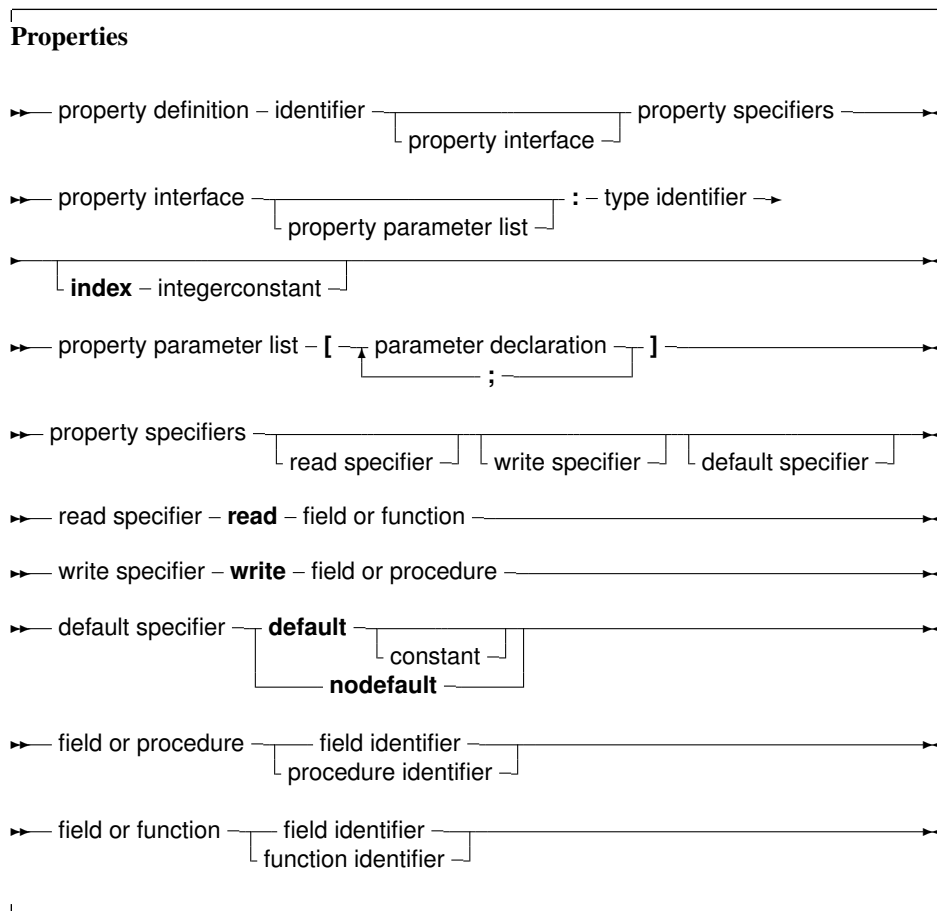 Properties
property definition – identifier property specifiers
property interface
property interface : – type identifier
property parameter list
index – integerconstant
property parameter list – [ parameter declaration ]
;
property specifiers
read specifier write specifier default specifier
read specifier – read – field or function
write specifier – write – field or procedure
default specifier default
constant
nodefault
field or procedure field identifier
procedure identifier
field or function field identifier
function identifier